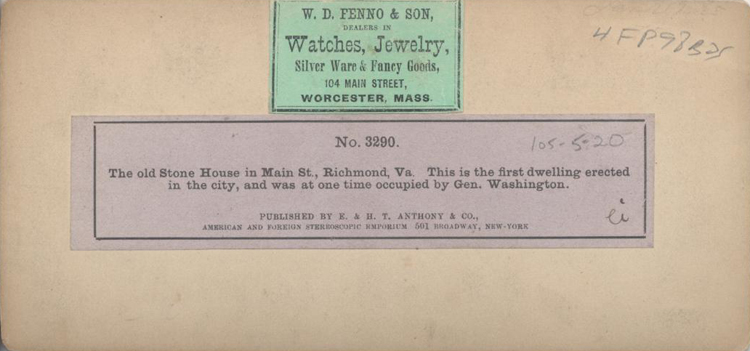 W. D. FENNO & SON,
DEALERS IN
Watches, Jewelry,
Silver Ware & Fancy Goods,
104 MAIN STREET,
WORCESTER, MASS.
No. 3290.
105-5-20
The old Stone House in Main St., Richmond, Va. This is the first dwelling erected
in the city, and was at one time occupied by Gen. Washington.
PUBLISHED BY E. & H. T. ANTHONY & CO.,
AMERICAN AND FOREIGN STEREOSCOPIC EMPORIUM 501 BROADWAY, NEW-YORK